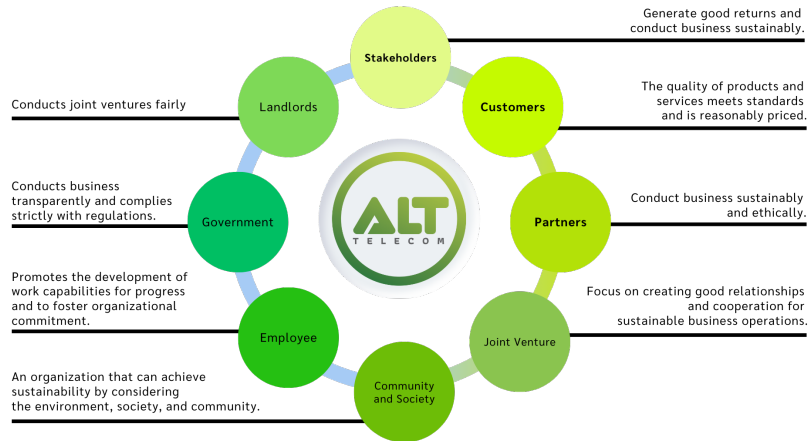 Stakeholders
Generate good returns and
conduct business sustainably.
Customers
The quality of products and
services meets standards
and is reasonably priced.
Partners
Conduct business sustainably
and ethically.
Joint Venture
Focus on creating good relationships
and cooperation for
sustainable business operations.
Community
and Society
An organization that can achieve
sustainability by considering
the environment, society, and community.
Employee
Promotes the development of
work capabilities for progress
and to foster organizational
commitment.
Government
Conducts business
transparently and complies
strictly with regulations.
Landlords
Conducts joint ventures fairly
ALT
TELECOM